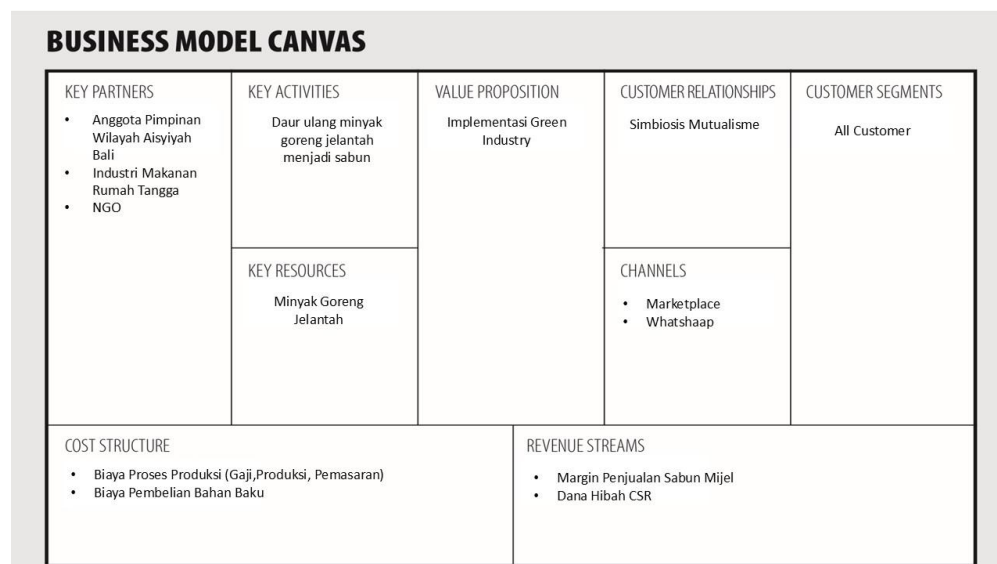 BUSINESS MODEL CANVAS
KEY PARTNERS
• Anggota Pimpinan
Wilayah Aisyiyah
Bali
• Industri Makanan
Rumah Tangga
• NGO
KEY ACTIVITIES
Daur ulang minyak
goreng jelantah
menjadi sabun
KEY RESOURCES
Minyak Goreng
Jelantah
VALUE PROPOSITION
Implementasi Green
Industry
CUSTOMER RELATIONSHIPS
Simbiosis Mutualisme
CHANNELS
• Marketplace
• Whatshaap
CUSTOMER SEGMENTS
All Customer
COST STRUCTURE
• Biaya Proses Produksi (Gaji,Produksi, Pemasaran)
• Biaya Pembelian Bahan Baku
REVENUE STREAMS
• Margin Penjualan Sabun Mijel
• Dana Hibah CSR